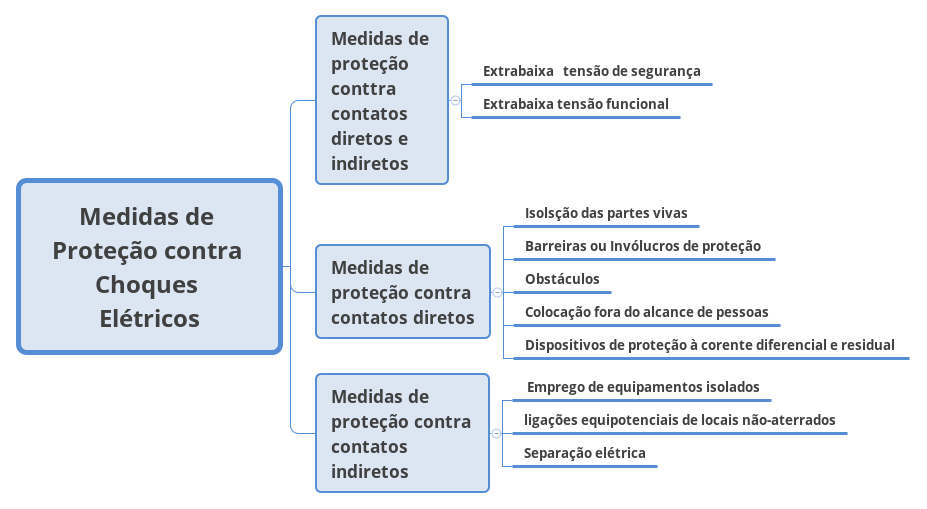 Medidas de
Proteção contra
Choques
Elétricos
Medidas de
proteção
conttra
contatos
diretos e
indiretos
Extrabaixa tensão de segurança
Extrabaixa tensão funcional
Medidas de
proteção contra
contatos diretos
Isolsção das partes vivas
Barreiras ou Invólucros de proteção
Obstáculos
Colocação fora do alcance de pessoas
Dispositivos de proteção à corente diferencial e residual
Medidas de
proteção contra
contatos
indiretos
Emprego de equipamentos isolados
ligações equipotenciais de locais não-aterrados
Separação elétrica